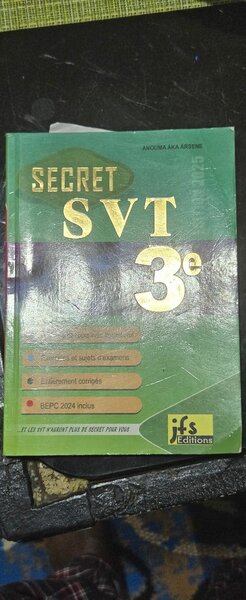 ANOUMA AKA ARSENE
SECRET
SVT
3e
Exercices et sujets d'examens
Entièrement corrigés
BEPC 2024 inclus
...ET LES SVT N'AURONT PLUS DE SECRET POUR VOUS
jfs
Editions